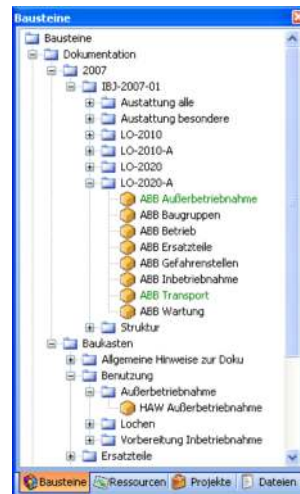 Bausteine
Bausteine
Dokumentation
2007
IBJ-2007-01
Austattung alle
Austattung besondere
LO-2010
LO-2010-A
LO-2020
LO-2020-A
ABB Außerbetriebnahme
ABB Baugruppen
ABB Betrieb
ABB Ersatzteile
ABB Gefahrenstellen
ABB Inbetriebnahme
ABB Transport
ABB Wartung
Struktur
Baukasten
Allgemeine Hinweise zur Doku
Benutzung
Außerbetriebnahme
HAW Außerbetriebnahme
Lochen
Vorbereitung Inbetriebnahme
Ersatzteile
Bausteine Ressourcen Projekte Dateien